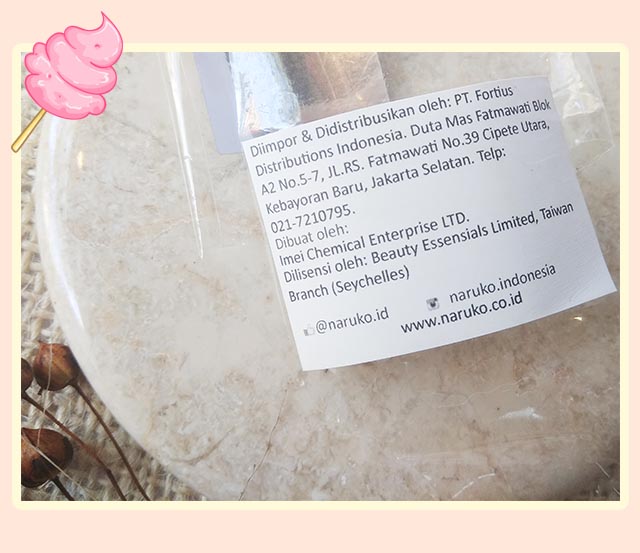 Diimpor & Didistribusikan oleh: PT. Fortius
Distributions Indonesia. Duta Mas Fatmawati Blok
A2 No.5-7, JL.RS. Fatmawati No.39 Cipete Utara,
Kebayoran Baru, Jakarta Selatan. Telp:
021-7210795.
Dibuat oleh:
Imei Chemical Enterprise LTD.
Dilisensi oleh: Beauty Essensials Limited, Taiwan
Branch (Seychelles)
@naruko.id naruko.indonesia
www.naruko.co.id